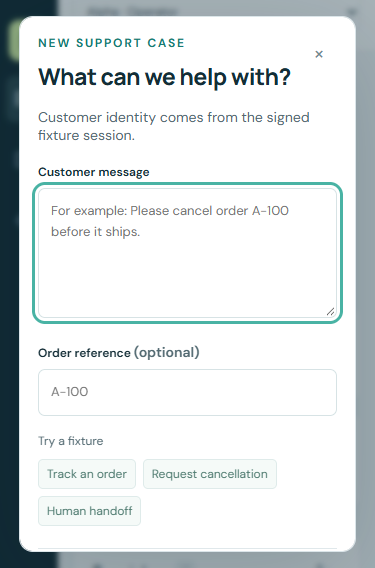 NEW SUPPORT CASE
×
What can we help with?
Customer identity comes from the signed
fixture session.
Customer message
For example: Please cancel order A-100
before it ships.
Order reference (optional)
A-100
Try a fixture
Track an order
Request cancellation
Human handoff